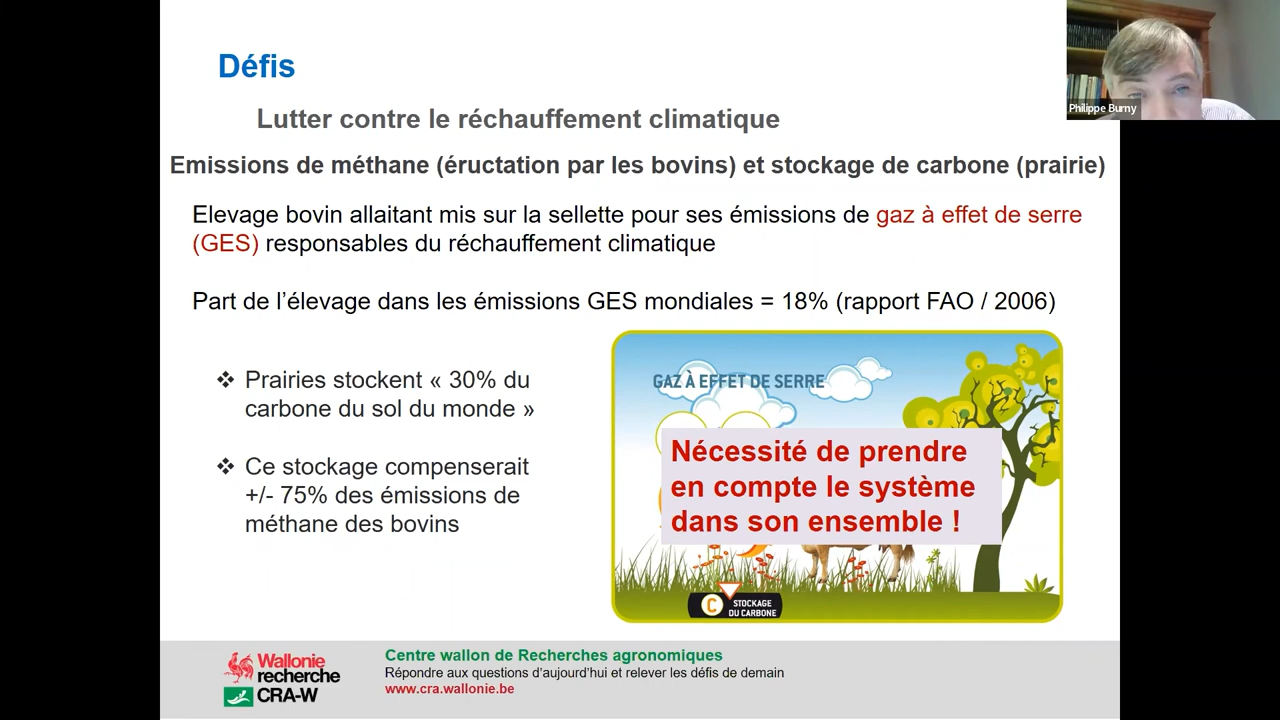 Défis
Lutter contre le réchauffement climatique
Emissions de méthane (éructation par les bovins) et stockage de carbone (prairie)
Elevage bovin allaitant mis sur la sellette pour ses émissions de gaz à effet de serre
(GES) responsables du réchauffement climatique
Part de l’élevage dans les émissions GES mondiales = 18% (rapport FAO / 2006)
❖ Prairies stockent « 30% du
carbone du sol du monde »
❖ Ce stockage compenserait
+/- 75% des émissions de
méthane des bovins
GAZ À EFFET DE SERRE
Nécessité de prendre
en compte le système
dans son ensemble !
C STOCKAGE
DU CARBONE
Wallonie
recherche
CRA-W
Centre wallon de Recherches agronomiques
Répondre aux questions d’aujourd’hui et relever les défis de demain
www.cra.wallonie.be
Philippe Burny